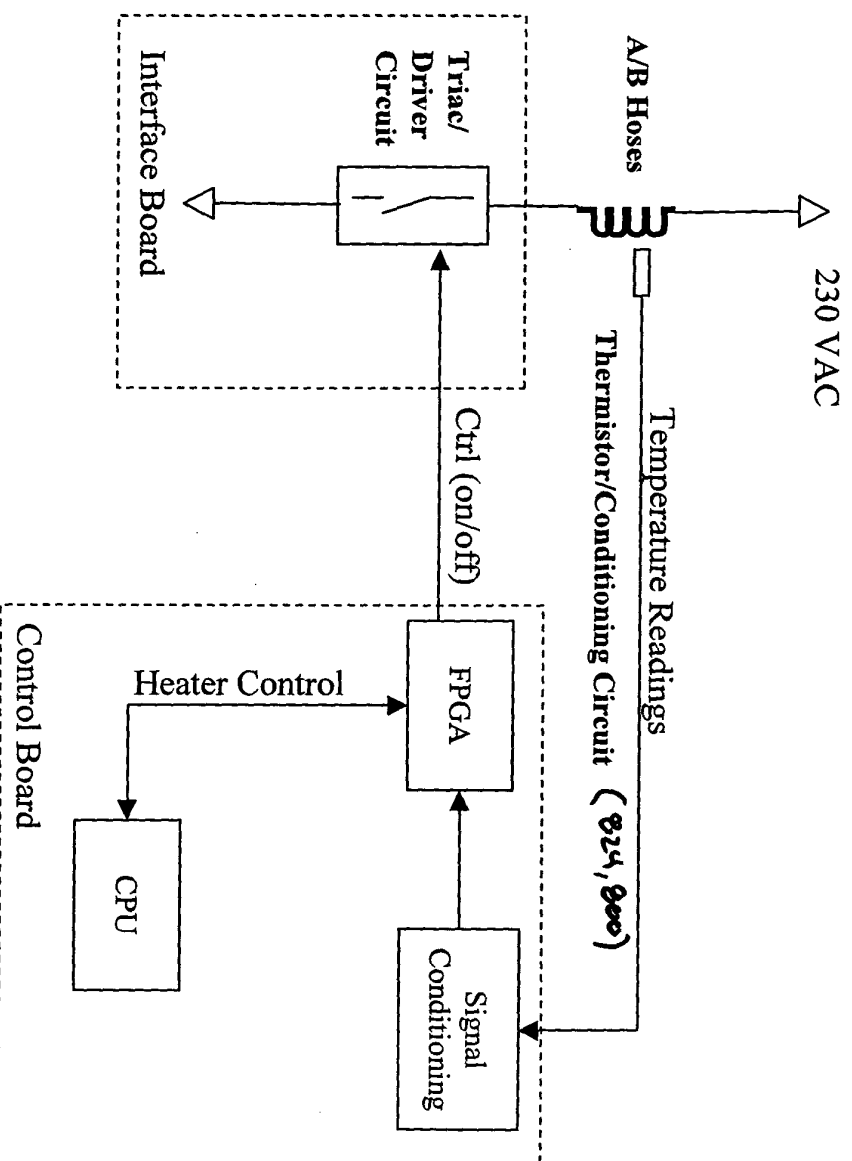 230 VAC
A/B Hoses
Temperature Readings
Thermistor/Conditioning Circuit (824, 800)
Triac/
Driver
Circuit
Interface Board
Ctrl (on/off)
FPGA
Signal
Conditioning
Heater Control
CPU
Control Board